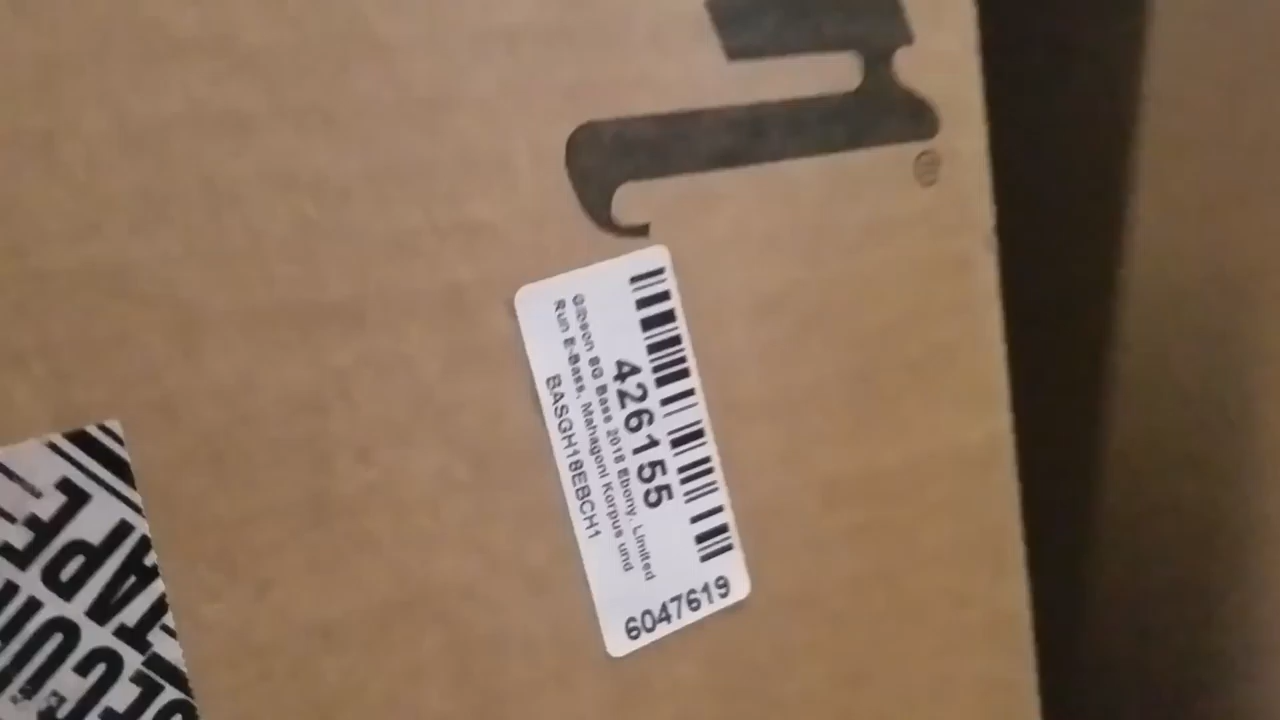 426155
Gibson SG Bass 2018 Ebony, Limited
Run E-Bass, Mahagoni Korpus und
BASGH18EBCH1
6047619
SECURITY TAPE
®